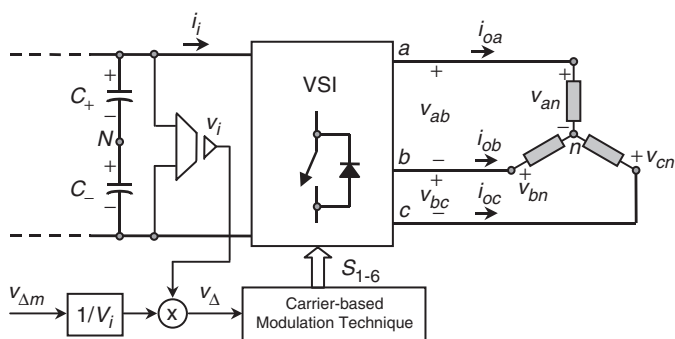 i_i
a
i_oa
+
+
+
VSI
C_+
v_i
v_ab
v_an
−
−
N
n
+
b
−
i_ob
+
v_cn
C_−
+
+
v_bn
−
v_bc
c
−
i_oc
S_1-6
v_Δm
v_Δ
1/V_i
x
Carrier-based
Modulation Technique